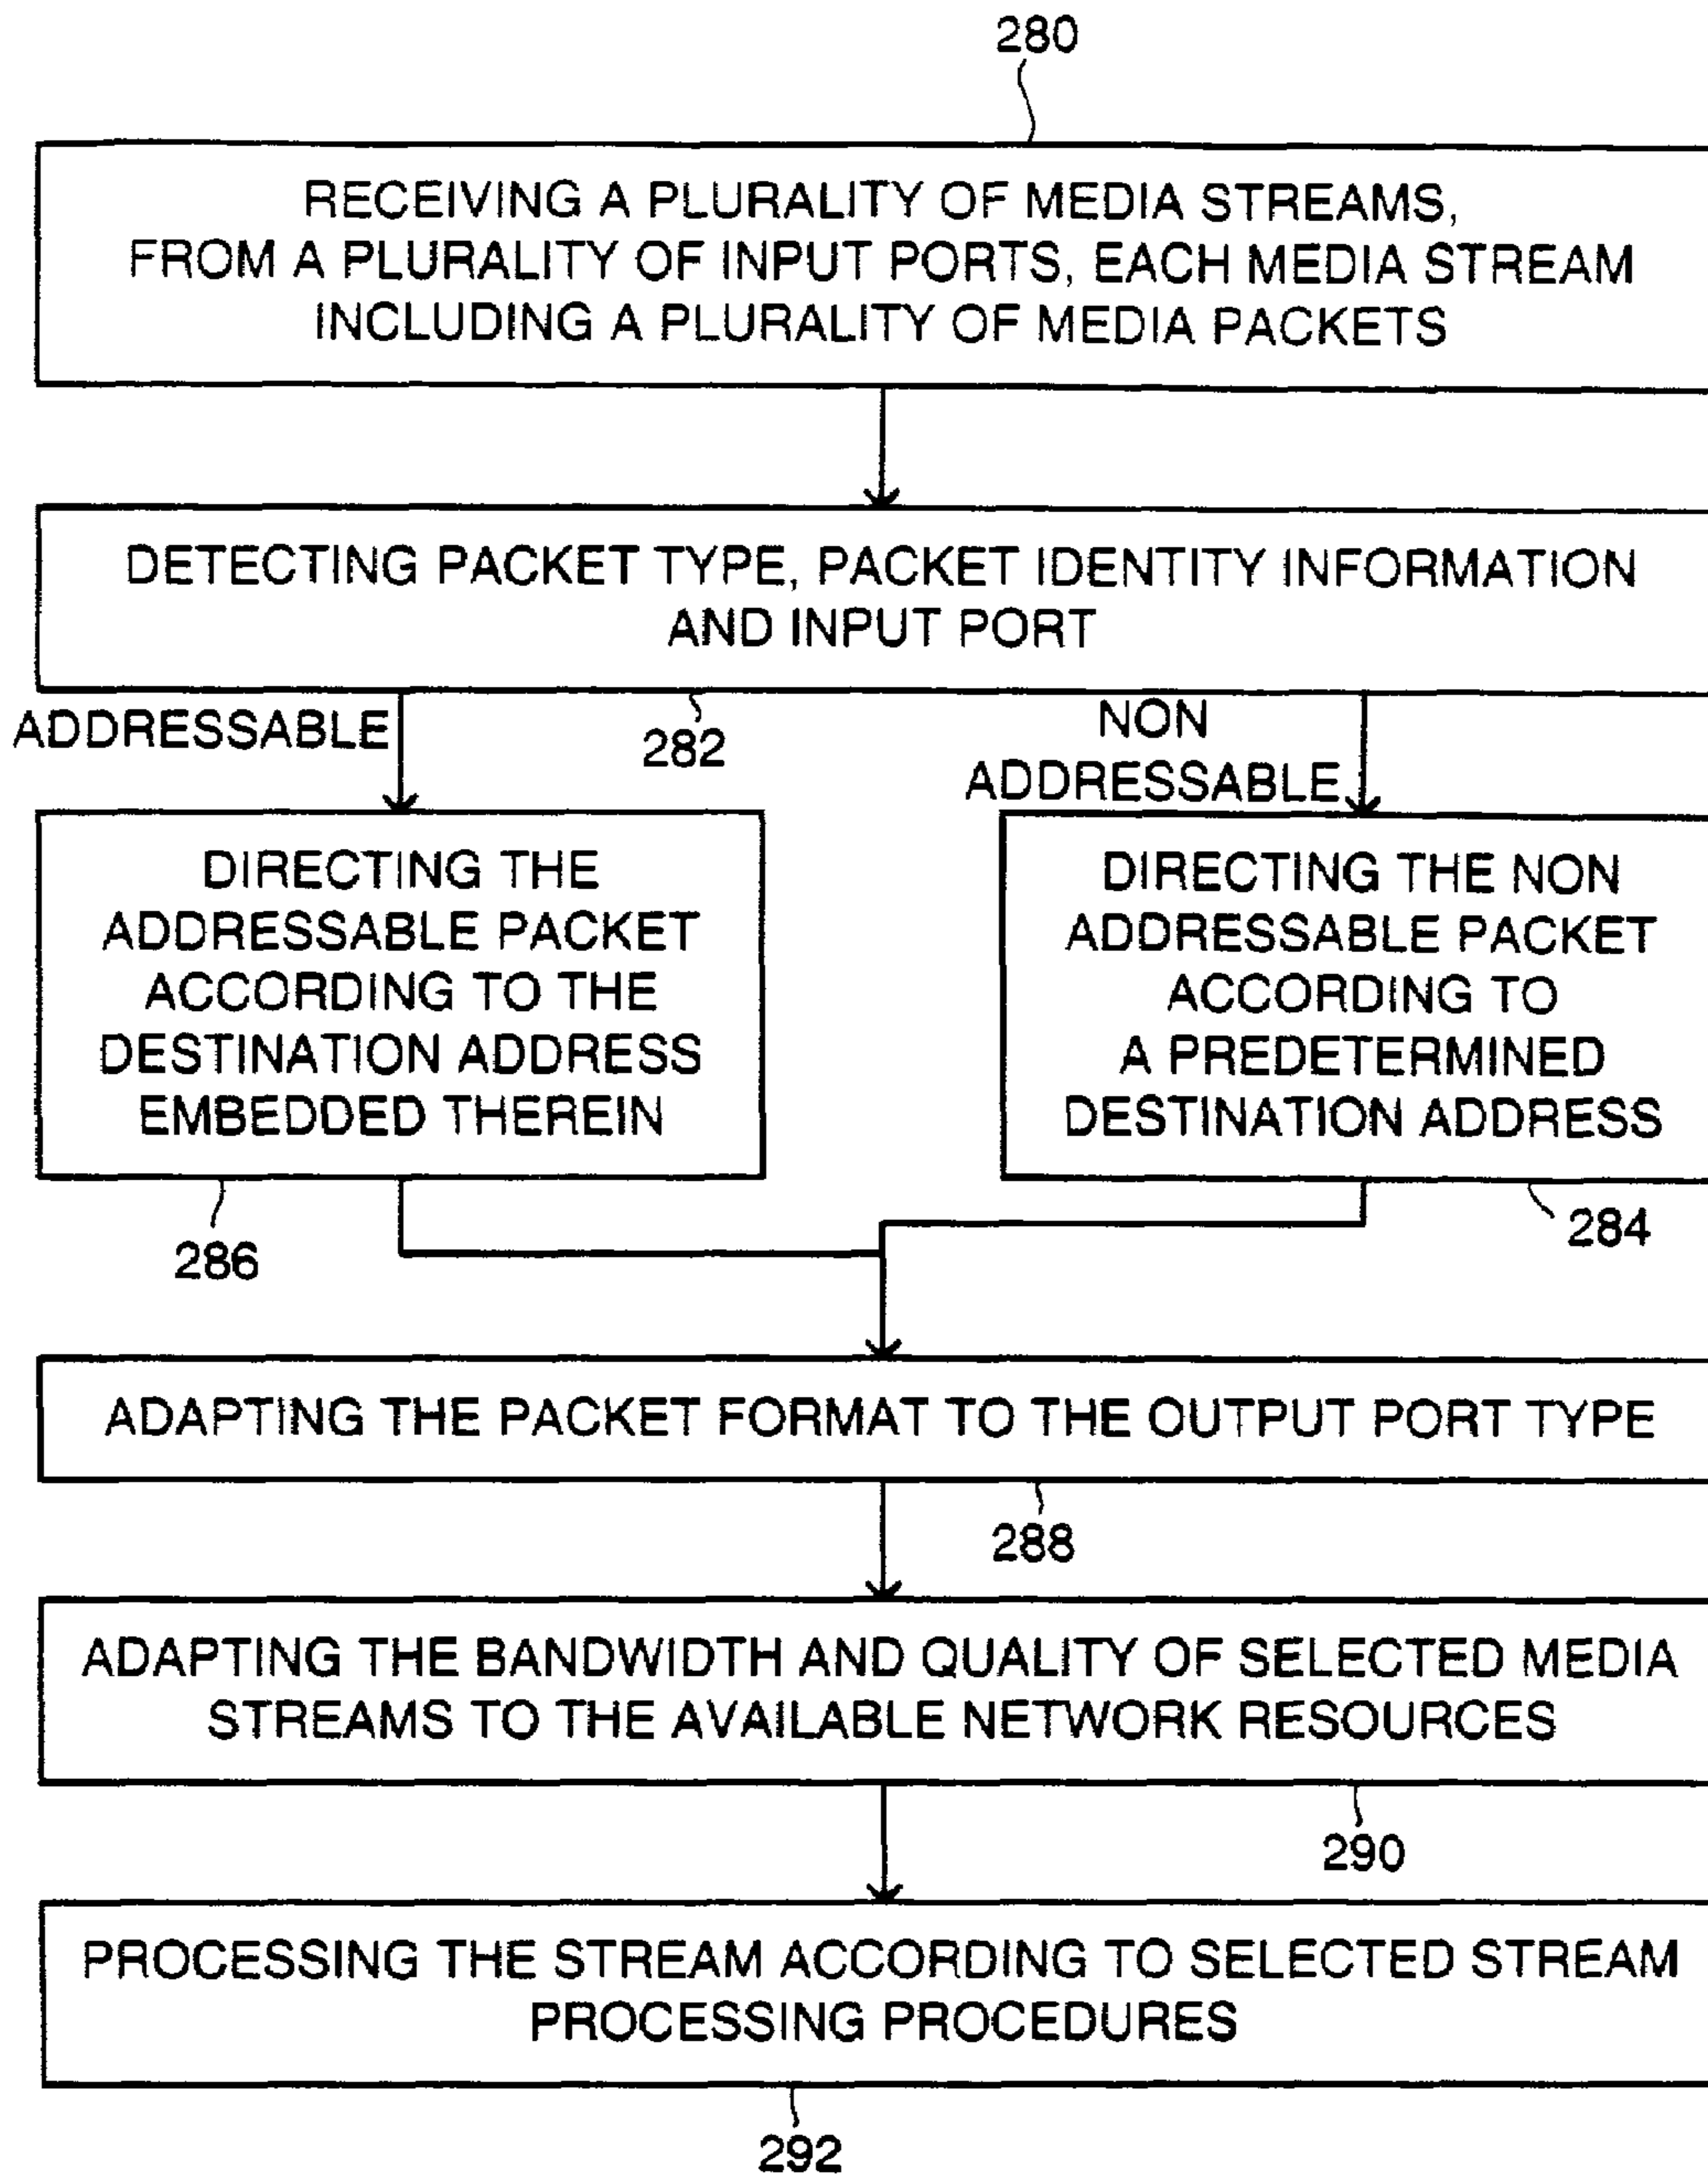 280
RECEIVING A PLURALITY OF MEDIA STREAMS,
FROM A PLURALITY OF INPUT PORTS, EACH MEDIA STREAM
INCLUDING A PLURALITY OF MEDIA PACKETS
DETECTING PACKET TYPE, PACKET IDENTITY INFORMATION
AND INPUT PORT
ADDRESSABLE
282
NON
ADDRESSABLE
DIRECTING THE
ADDRESSABLE PACKET
ACCORDING TO THE
DESTINATION ADDRESS
EMBEDDED THEREIN
286
DIRECTING THE NON
ADDRESSABLE PACKET
ACCORDING TO
A PREDETERMINED
DESTINATION ADDRESS
284
ADAPTING THE PACKET FORMAT TO THE OUTPUT PORT TYPE
288
ADAPTING THE BANDWIDTH AND QUALITY OF SELECTED MEDIA
STREAMS TO THE AVAILABLE NETWORK RESOURCES
290
PROCESSING THE STREAM ACCORDING TO SELECTED STREAM
PROCESSING PROCEDURES
292